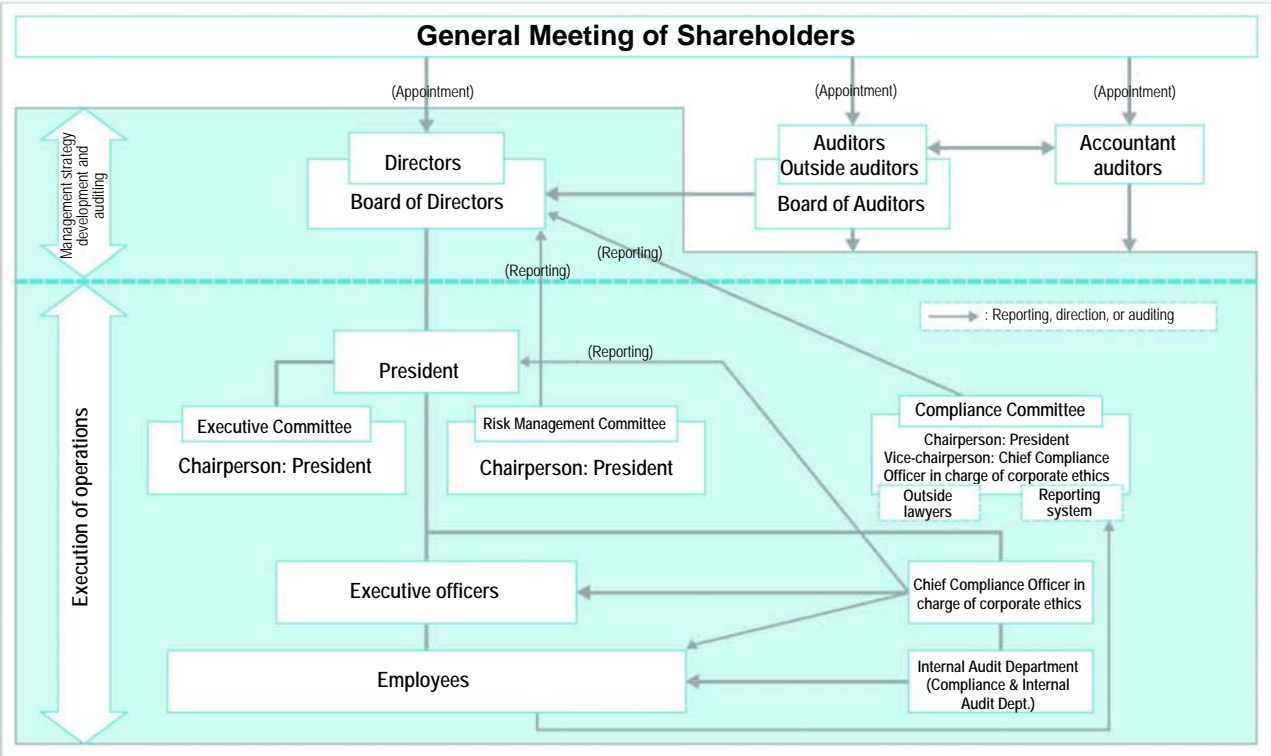 General Meeting of Shareholders
(Appointment)
(Appointment)
(Appointment)
Management strategy
development and
auditing
Directors
Board of Directors
Auditors
Outside auditors
Board of Auditors
Accountant
auditors
(Reporting)
(Reporting)
: Reporting, direction, or auditing
Execution of operations
President
(Reporting)
Executive Committee
Chairperson: President
Risk Management Committee
Chairperson: President
Compliance Committee
Chairperson: President
Vice-chairperson: Chief Compliance
Officer in charge of corporate ethics
Outside
lawyers
Reporting
system
Executive officers
Chief Compliance Officer in
charge of corporate ethics
Employees
Internal Audit Department
(Compliance & Internal
Audit Dept.)